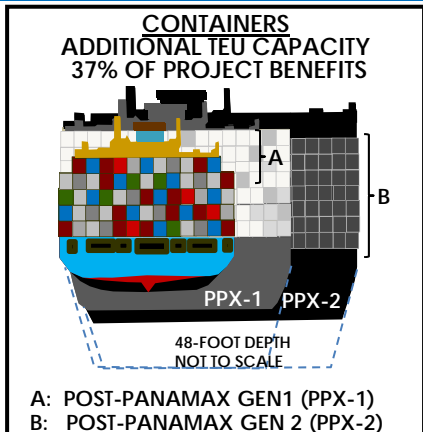 CONTAINERS
ADDITIONAL TEU CAPACITY
37% OF PROJECT BENEFITS
A
B
PPX-1 PPX-2
48-FOOT DEPTH
NOT TO SCALE
A: POST-PANAMAX GEN1 (PPX-1)
B: POST-PANAMAX GEN 2 (PPX-2)